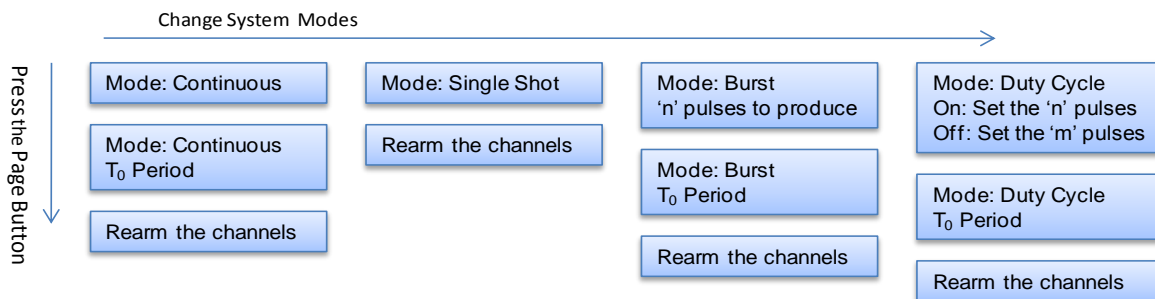 Change System Modes
Press the Page Button
Mode: Continuous
Mode: Continuous
T₀ Period
Rearm the channels
Mode: Single Shot
Rearm the channels
Mode: Burst
‘n’ pulses to produce
Mode: Burst
T₀ Period
Rearm the channels
Mode: Duty Cycle
On: Set the ‘n’ pulses
Off: Set the ‘m’ pulses
Mode: Duty Cycle
T₀ Period
Rearm the channels